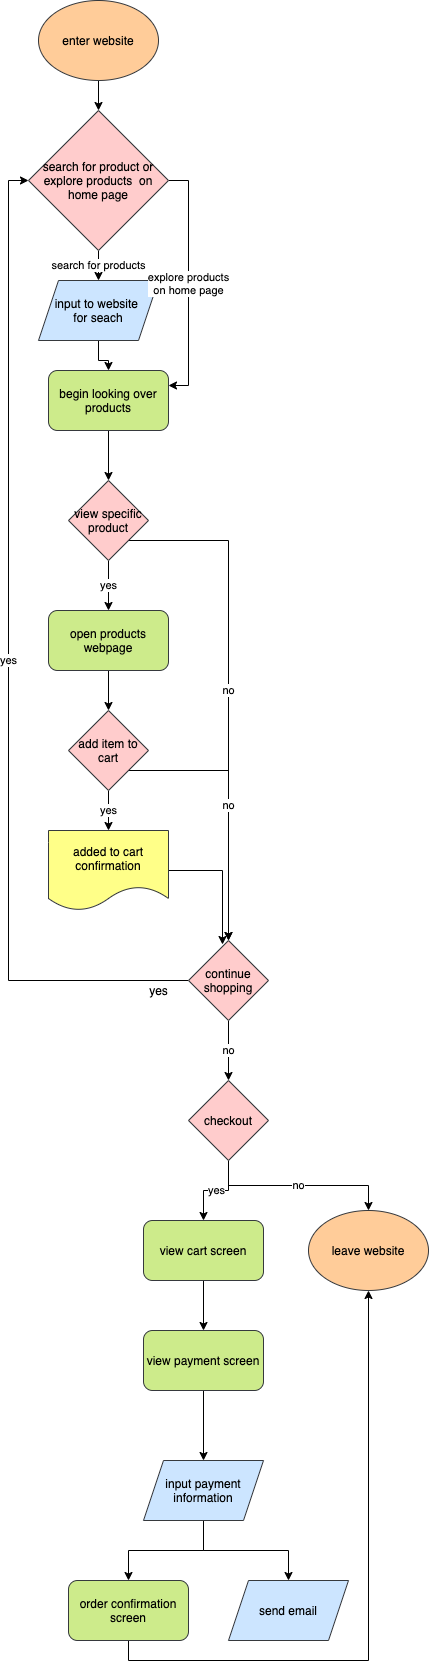 enter website
search for product or
explore products  on
home page
search for products
explore products
on home page
input to website
for seach
begin looking over
products
view specific
product
yes
open products
webpage
yes
no
add item to
cart
no
yes
added to cart
confirmation
continue
shopping
yes
no
checkout
yes
no
view cart screen
leave website
view payment screen
input payment
information
order confirmation
screen
send email